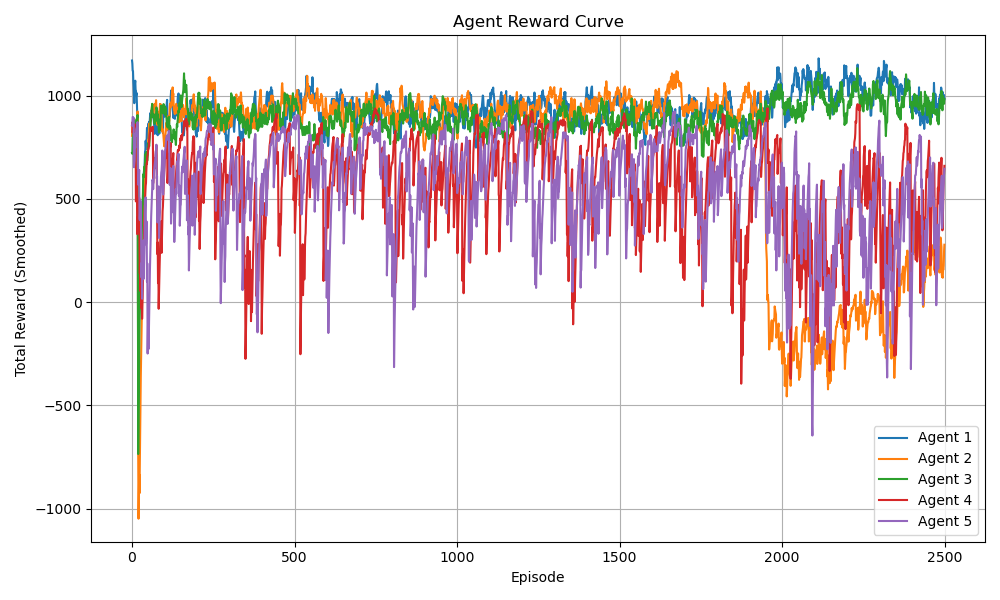 Agent Reward Curve
Total Reward (Smoothed)
1000
500
0
−500
−1000
0 500 1000 1500 2000 2500
Episode
Agent 1
Agent 2
Agent 3
Agent 4
Agent 5